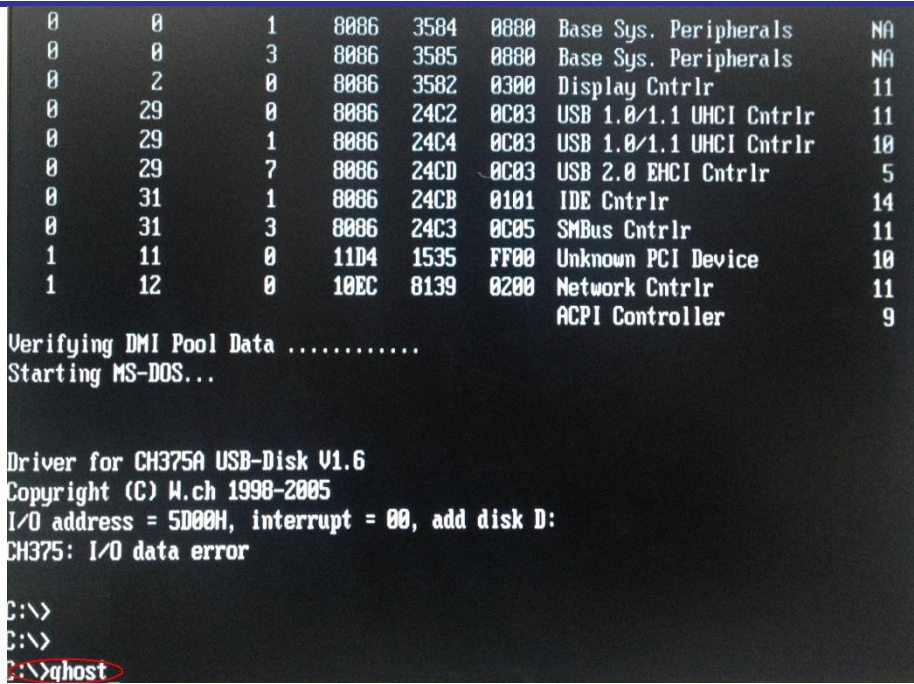 0 0 1 8086 3584 0880 Base Sys. Peripherals NA
0 0 3 8086 3585 0880 Base Sys. Peripherals NA
0 2 0 8086 3582 0300 Display Cntrlr 11
0 29 0 8086 24C2 0C03 USB 1.0/1.1 UHCI Cntrlr 11
0 29 1 8086 24C4 0C03 USB 1.0/1.1 UHCI Cntrlr 10
0 29 7 8086 24CD 0C03 USB 2.0 EHCI Cntrlr 5
0 31 1 8086 24CB 0101 IDE Cntrlr 14
0 31 3 8086 24C3 0C05 SMBus Cntrlr 11
1 11 0 11D4 1535 FF00 Unknown PCI Device 10
1 12 0 10EC 8139 0200 Network Cntrlr 11
ACPI Controller 9
Verifying DMI Pool Data ............
Starting MS-DOS...
Driver for CH375A USB-Disk V1.6
Copyright (C) W.ch 1998-2005
I/O address = 5D00H, interrupt = 00, add disk D:
CH375: I/O data error
C:\>
C:\>
C:\>qhost